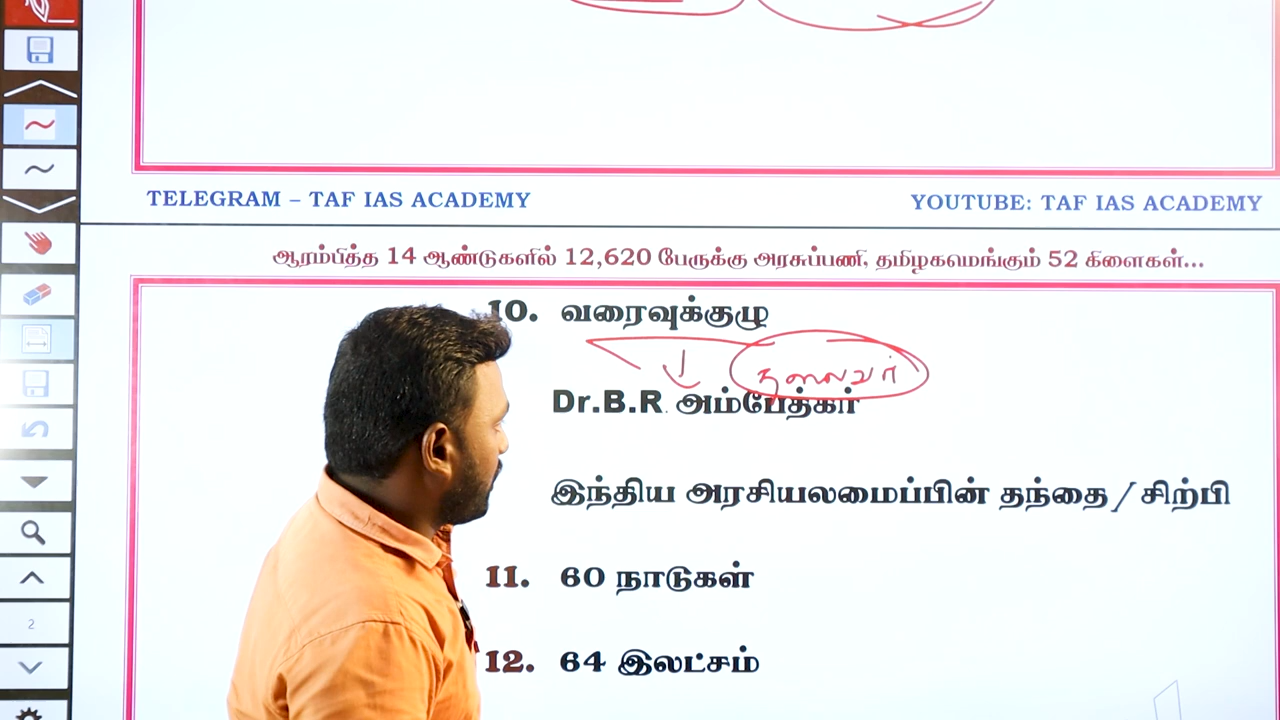 TELEGRAM – TAF IAS ACADEMY
YOUTUBE: TAF IAS ACADEMY
ஆரம்பித்த 14 ஆண்டுகளில் 12,620 பேருக்கு அரசுப்பணி, தமிழகமெங்கும் 52 கிளைகள்...
10. வரைவுக்குழு
தலைவர்
Dr.B.R. அம்பேத்கர்
இந்திய அரசியலமைப்பின் தந்தை / சிற்பி
11. 60 நாடுகள்
12. 64 இலட்சம்
2